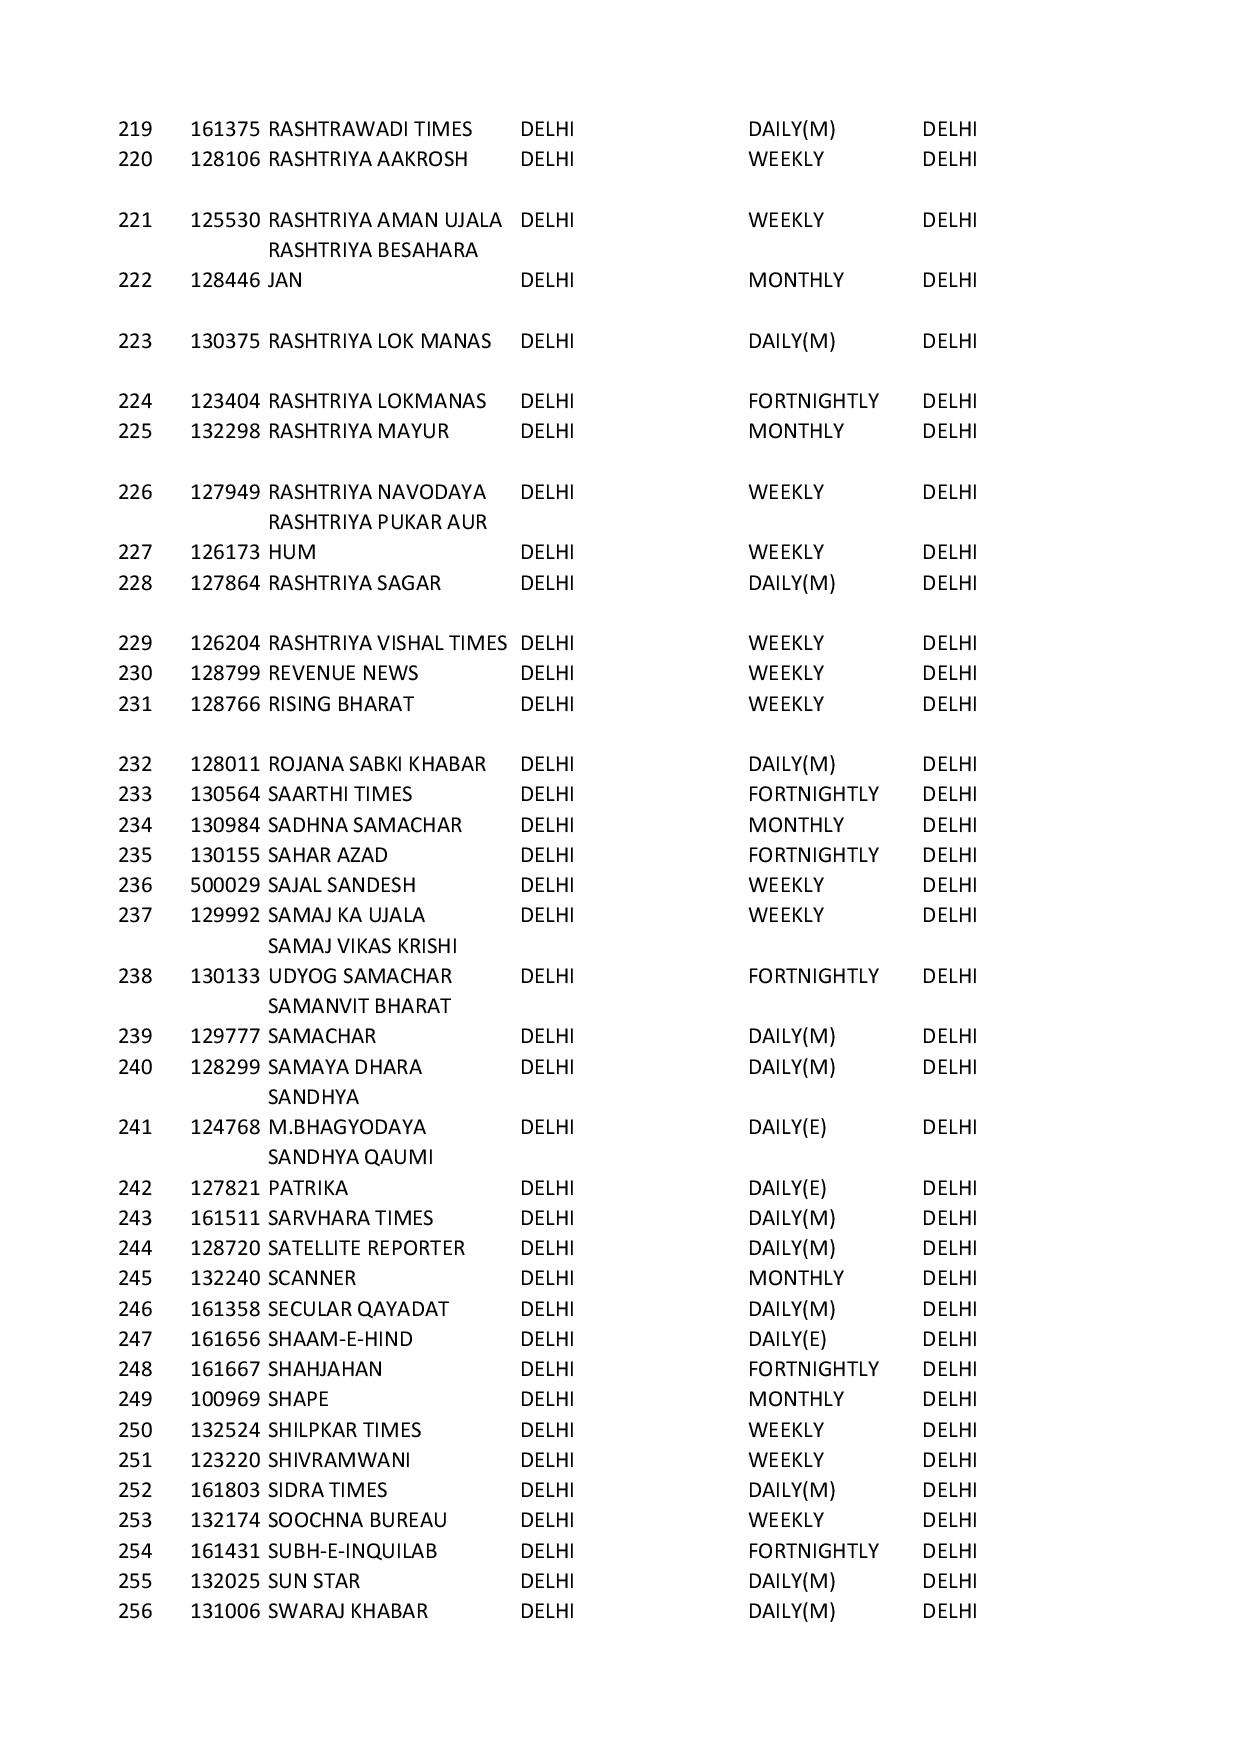 219 161375 RASHTRAWADI TIMES DELHI DAILY(M) DELHI
220 128106 RASHTRIYA AAKROSH DELHI WEEKLY DELHI
221 125530 RASHTRIYA AMAN UJALA DELHI WEEKLY DELHI
RASHTRIYA BESAHARA
222 128446 JAN DELHI MONTHLY DELHI
223 130375 RASHTRIYA LOK MANAS DELHI DAILY(M) DELHI
224 123404 RASHTRIYA LOKMANAS DELHI FORTNIGHTLY DELHI
225 132298 RASHTRIYA MAYUR DELHI MONTHLY DELHI
226 127949 RASHTRIYA NAVODAYA DELHI WEEKLY DELHI
RASHTRIYA PUKAR AUR
227 126173 HUM DELHI WEEKLY DELHI
228 127864 RASHTRIYA SAGAR DELHI DAILY(M) DELHI
229 126204 RASHTRIYA VISHAL TIMES DELHI WEEKLY DELHI
230 128799 REVENUE NEWS DELHI WEEKLY DELHI
231 128766 RISING BHARAT DELHI WEEKLY DELHI
232 128011 ROJANA SABKI KHABAR DELHI DAILY(M) DELHI
233 130564 SAARTHI TIMES DELHI FORTNIGHTLY DELHI
234 130984 SADHNA SAMACHAR DELHI MONTHLY DELHI
235 130155 SAHAR AZAD DELHI FORTNIGHTLY DELHI
236 500029 SAJAL SANDESH DELHI WEEKLY DELHI
237 129992 SAMAJ KA UJALA DELHI WEEKLY DELHI
SAMAJ VIKAS KRISHI
238 130133 UDYOG SAMACHAR DELHI FORTNIGHTLY DELHI
SAMANVIT BHARAT
239 129777 SAMACHAR DELHI DAILY(M) DELHI
240 128299 SAMAYA DHARA DELHI DAILY(M) DELHI
SANDHYA
241 124768 M.BHAGYODAYA DELHI DAILY(E) DELHI
SANDHYA QAUMI
242 127821 PATRIKA DELHI DAILY(E) DELHI
243 161511 SARVHARA TIMES DELHI DAILY(M) DELHI
244 128720 SATELLITE REPORTER DELHI DAILY(M) DELHI
245 132240 SCANNER DELHI MONTHLY DELHI
246 161358 SECULAR QAYADAT DELHI DAILY(M) DELHI
247 161656 SHAAM-E-HIND DELHI DAILY(E) DELHI
248 161667 SHAHJAHAN DELHI FORTNIGHTLY DELHI
249 100969 SHAPE DELHI MONTHLY DELHI
250 132524 SHILPKAR TIMES DELHI WEEKLY DELHI
251 123220 SHIVRAMWANI DELHI WEEKLY DELHI
252 161803 SIDRA TIMES DELHI DAILY(M) DELHI
253 132174 SOOCHNA BUREAU DELHI WEEKLY DELHI
254 161431 SUBH-E-INQUILAB DELHI FORTNIGHTLY DELHI
255 132025 SUN STAR DELHI DAILY(M) DELHI
256 131006 SWARAJ KHABAR DELHI DAILY(M) DELHI